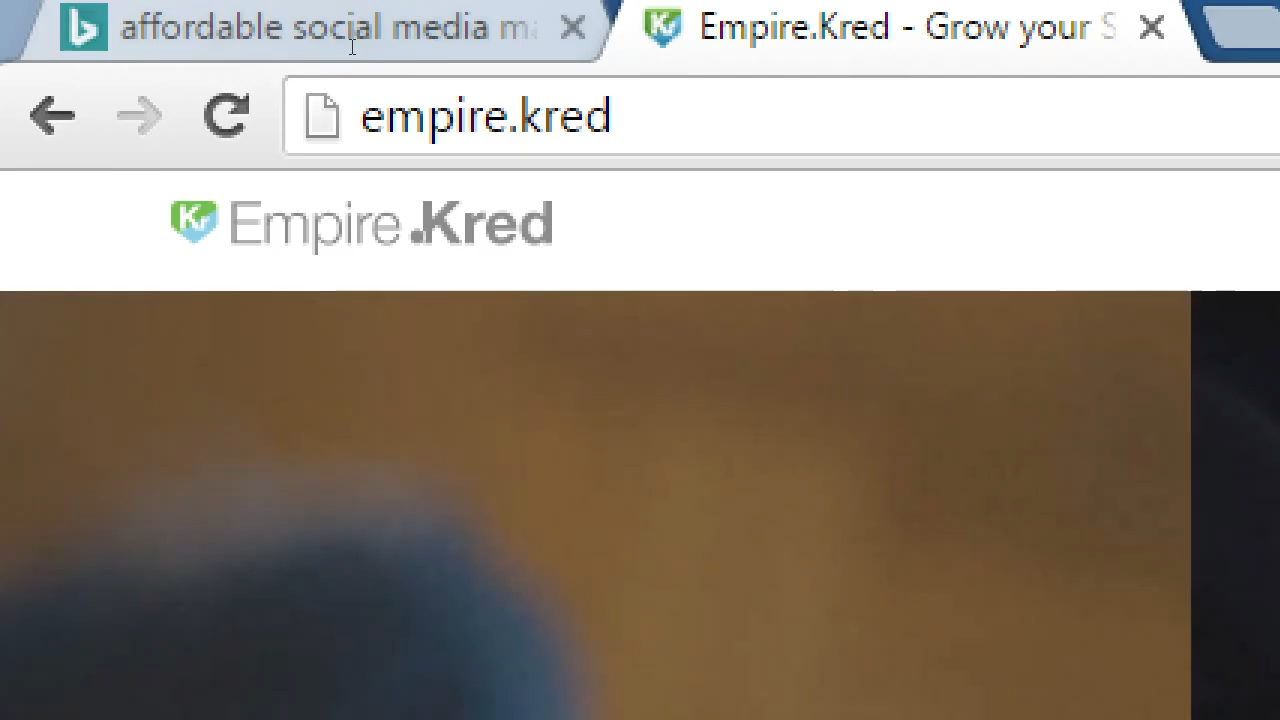 affordable social media
Empire.Kred - Grow your S
empire.kred
Empire.Kred